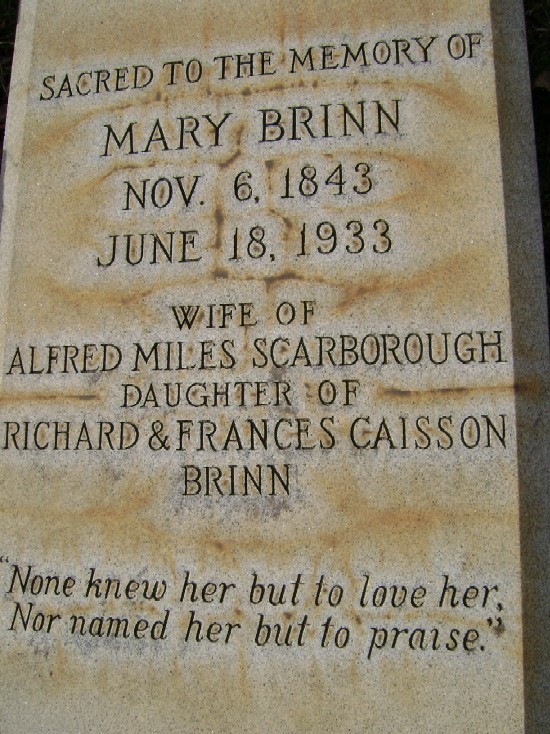 SACRED TO THE MEMORY OF
MARY BRINN
NOV. 6, 1843
JUNE 18, 1933
WIFE OF
ALFRED MILES SCARBOROUGH
DAUGHTER OF
RICHARD & FRANCES CAISSON
BRINN
"None knew her but to love her,
Nor named her but to praise."